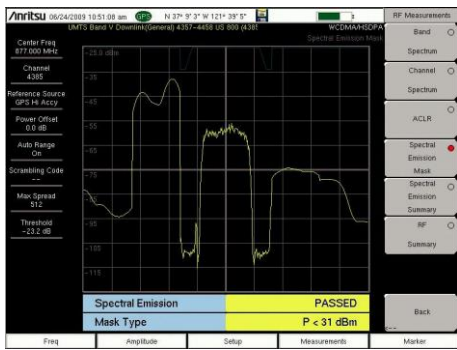 Anritsu 06/24/2009 10:51:08 am GPS N 37° 9' 3" W 121° 39' 5"
UMTS Band V Downlink(General) 4357-4458 US 800 (4385
WCDMA/HSDPA
Spectral Emission Mask
Center Freq
877.000 MHz
Channel
4385
Reference Source
GPS Hi Accy
Power Offset
0.0 dB
Auto Range
On
Scrambling Code
--
Max Spread
512
Threshold
-23.2 dB
-25.0 dBm
-35
-45
-55
-65
-75
-85
-95
-105
-115
Spectral Emission PASSED
Mask Type P < 31 dBm
RF Measurements
Band
Spectrum
Channel
Spectrum
ACLR
Spectral
Emission
Mask
Spectral
Emission
Summary
RF
Summary
Back
<--
Freq Amplitude Setup Measurements Marker